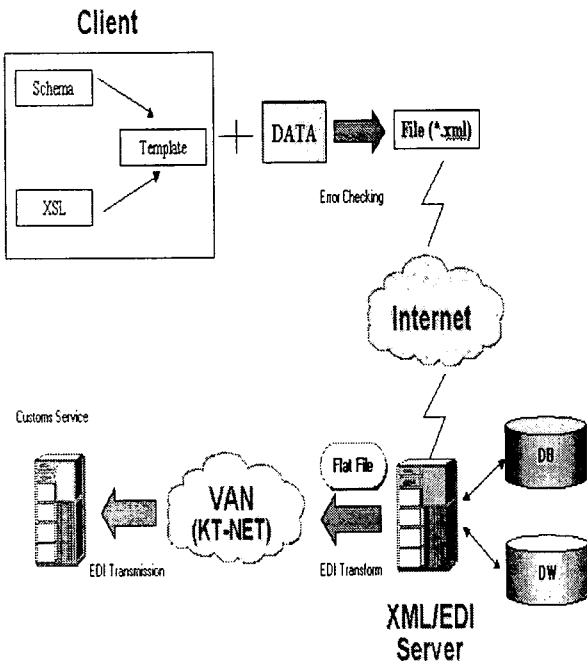 Client
Schema
Template
XSL
DATA
File (*.xml)
Error Checking
Internet
Customs Service
Flat File
DB
VAN
(KT-NET)
EDI Transmission
EDI Transform
DW
XML/EDI
Server